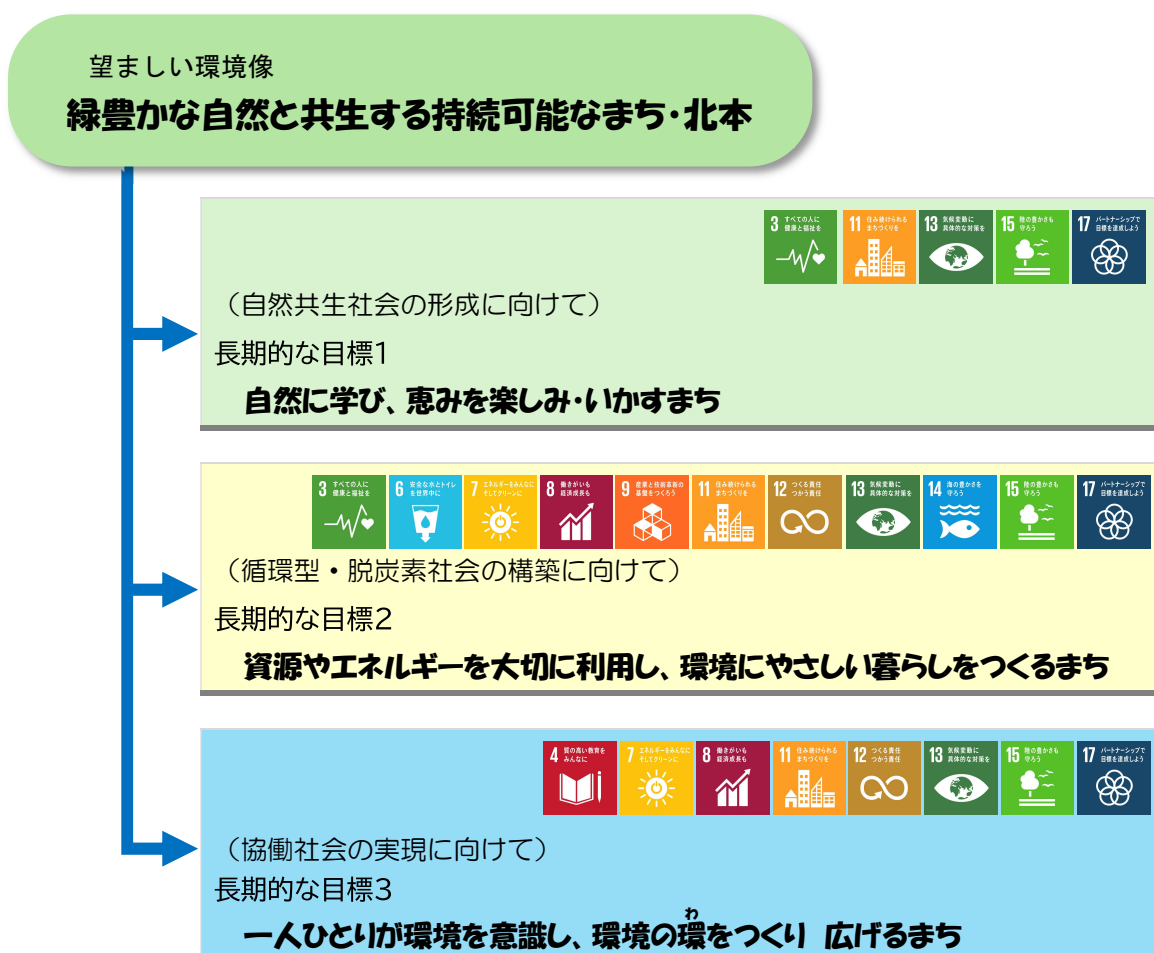 望ましい環境像
緑豊かな自然と共生する持続可能なまち・北本
3 すべての人に
健康と福祉を
11 住み続けられる
まちづくりを
13 気候変動に
具体的な対策を
15 陸の豊かさも
守ろう
17 パートナーシップで
目標を達成しよう
（自然共生社会の形成に向けて）
長期的な目標1
自然に学び、恵みを楽しみ・いかすまち
3 すべての人に
健康と福祉を
6 安全な水とトイレ
を世界中に
7 エネルギーをみんなに
そしてクリーンに
8 働きがいも
経済成長も
9 産業と技術革新の
基盤をつくろう
11 住み続けられる
まちづくりを
12 つくる責任
つかう責任
13 気候変動に
具体的な対策を
14 海の豊かさを
守ろう
15 陸の豊かさも
守ろう
17 パートナーシップで
目標を達成しよう
（循環型・脱炭素社会の構築に向けて）
長期的な目標2
資源やエネルギーを大切に利用し、環境にやさしい暮らしをつくるまち
4 質の高い教育を
みんなに
7 エネルギーをみんなに
そしてクリーンに
8 働きがいも
経済成長も
11 住み続けられる
まちづくりを
12 つくる責任
つかう責任
13 気候変動に
具体的な対策を
15 陸の豊かさも
守ろう
17 パートナーシップで
目標を達成しよう
（協働社会の実現に向けて）
長期的な目標3
わ
一人ひとりが環境を意識し、環境の環をつくり 広げるまち